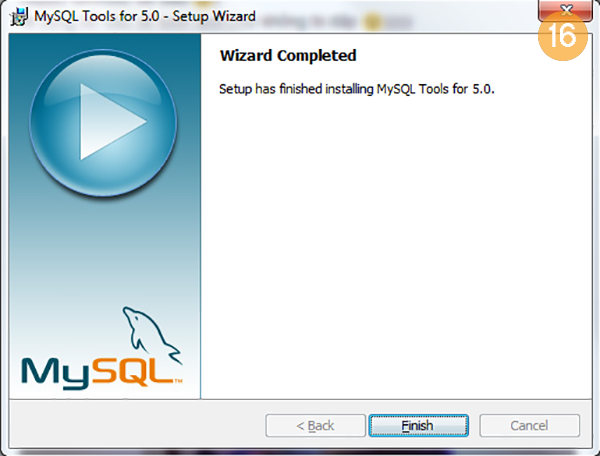 MySQL Tools for 5.0 - Setup Wizard
16
Wizard Completed
Setup has finished installing MySQL Tools for 5.0.
MySQL™
< Back
Finish
Cancel